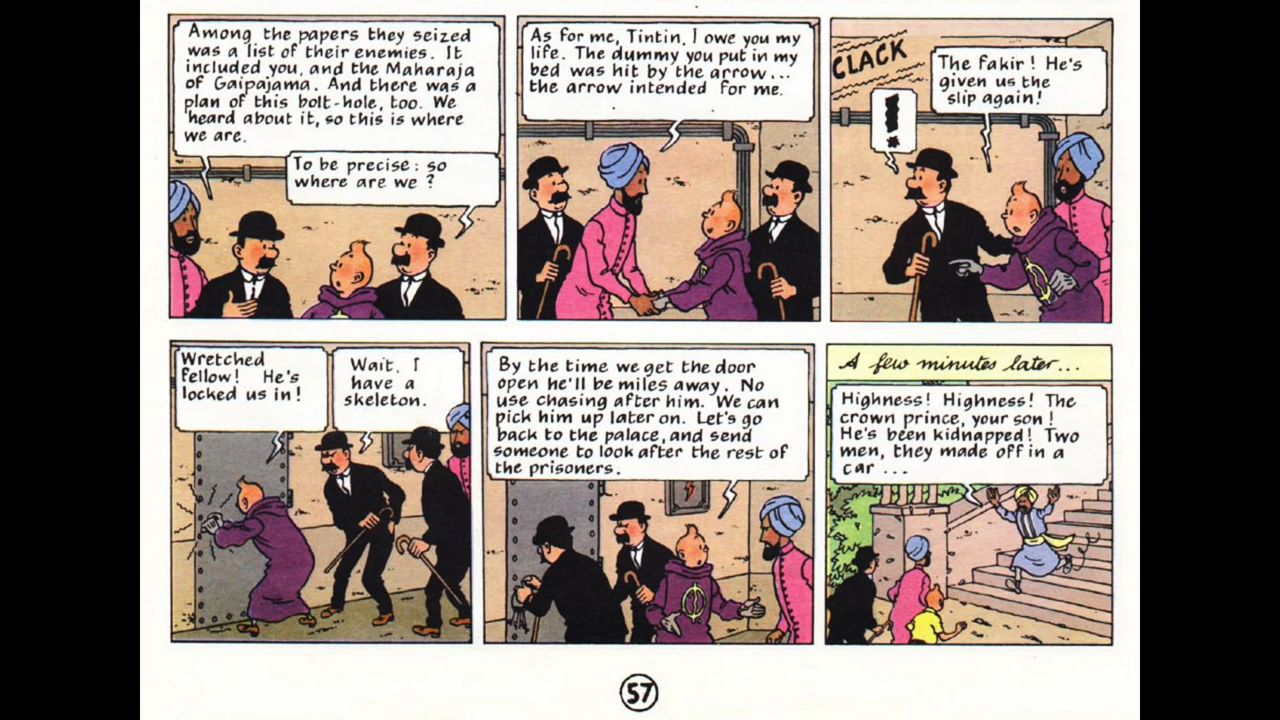 Among the papers they seized
was a list of their enemies. It
included you, and the Maharaja
of Gaipajama. And there was a
plan of this bolt-hole, too. We
heard about it, so this is where
we are.
To be precise: so
where are we?
As for me, Tintin, I owe you my
life. The dummy you put in my
bed was hit by the arrow...
the arrow intended for me.
CLACK
!
The fakir! He's
given us the
slip again!
Wretched
fellow! He's
locked us in!
Wait, I
have a
skeleton.
By the time we get the door
open he'll be miles away. No
use chasing after him. We can
pick him up later on. Let's go
back to the palace, and send
someone to look after the rest of
the prisoners.
A few minutes later...
Highness! Highness! The
crown prince, your son!
He's been kidnapped! Two
men, they made off in a
car ...
57